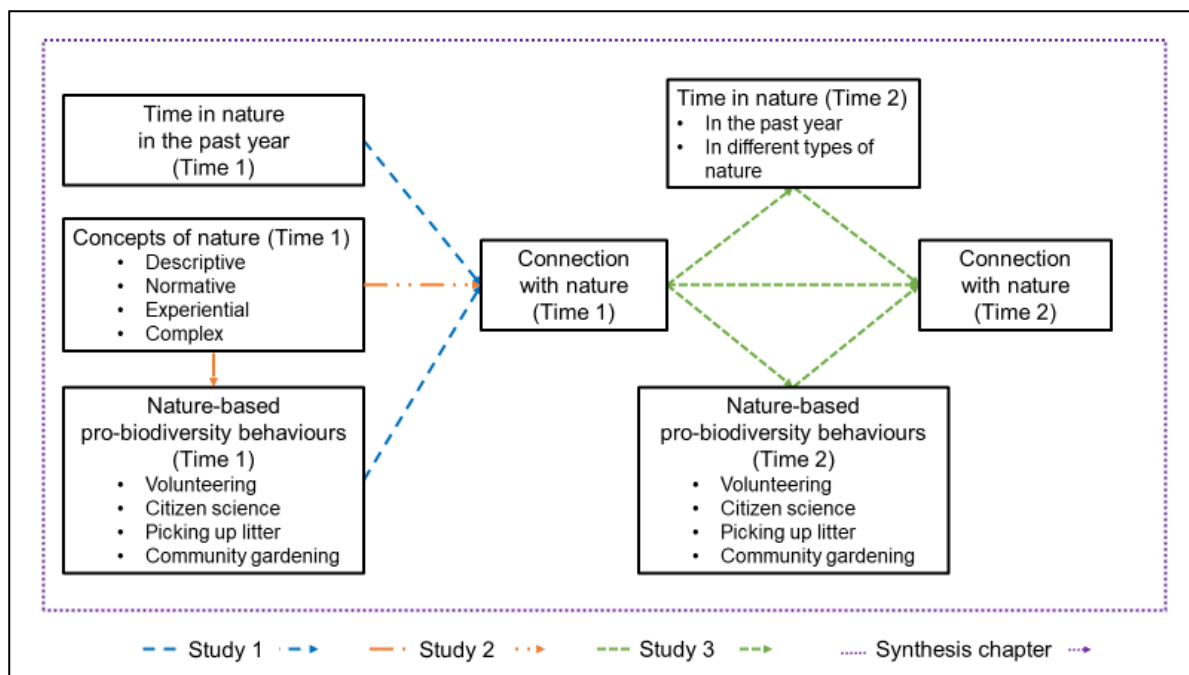 Time in nature
in the past year
(Time 1)
Concepts of nature (Time 1)
• Descriptive
• Normative
• Experiential
• Complex
Nature-based
pro-biodiversity behaviours
(Time 1)
• Volunteering
• Citizen science
• Picking up litter
• Community gardening
Connection
with nature
(Time 1)
Time in nature (Time 2)
• In the past year
• In different types of
nature
Nature-based
pro-biodiversity behaviours
(Time 2)
• Volunteering
• Citizen science
• Picking up litter
• Community gardening
Connection
with nature
(Time 2)
Study 1 Study 2 Study 3 Synthesis chapter